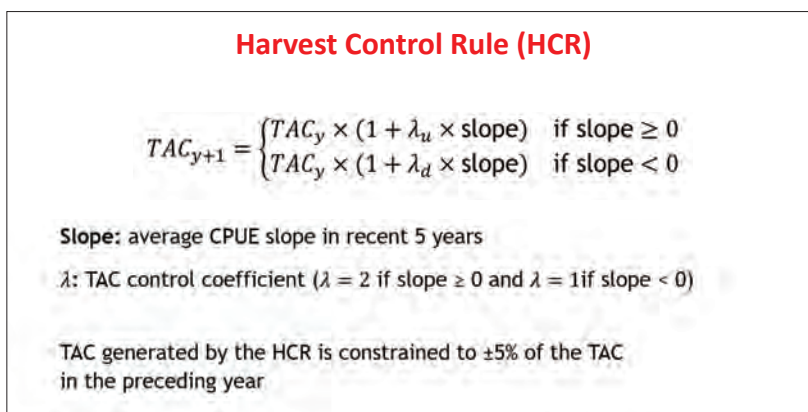 Harvest Control Rule (HCR)
TAC_{y+1} = { TAC_y × (1 + λ_u × slope) if slope ≥ 0
{ TAC_y × (1 + λ_d × slope) if slope < 0
Slope: average CPUE slope in recent 5 years
λ: TAC control coefficient (λ = 2 if slope ≥ 0 and λ = 1if slope < 0)
TAC generated by the HCR is constrained to ±5% of the TAC
in the preceding year